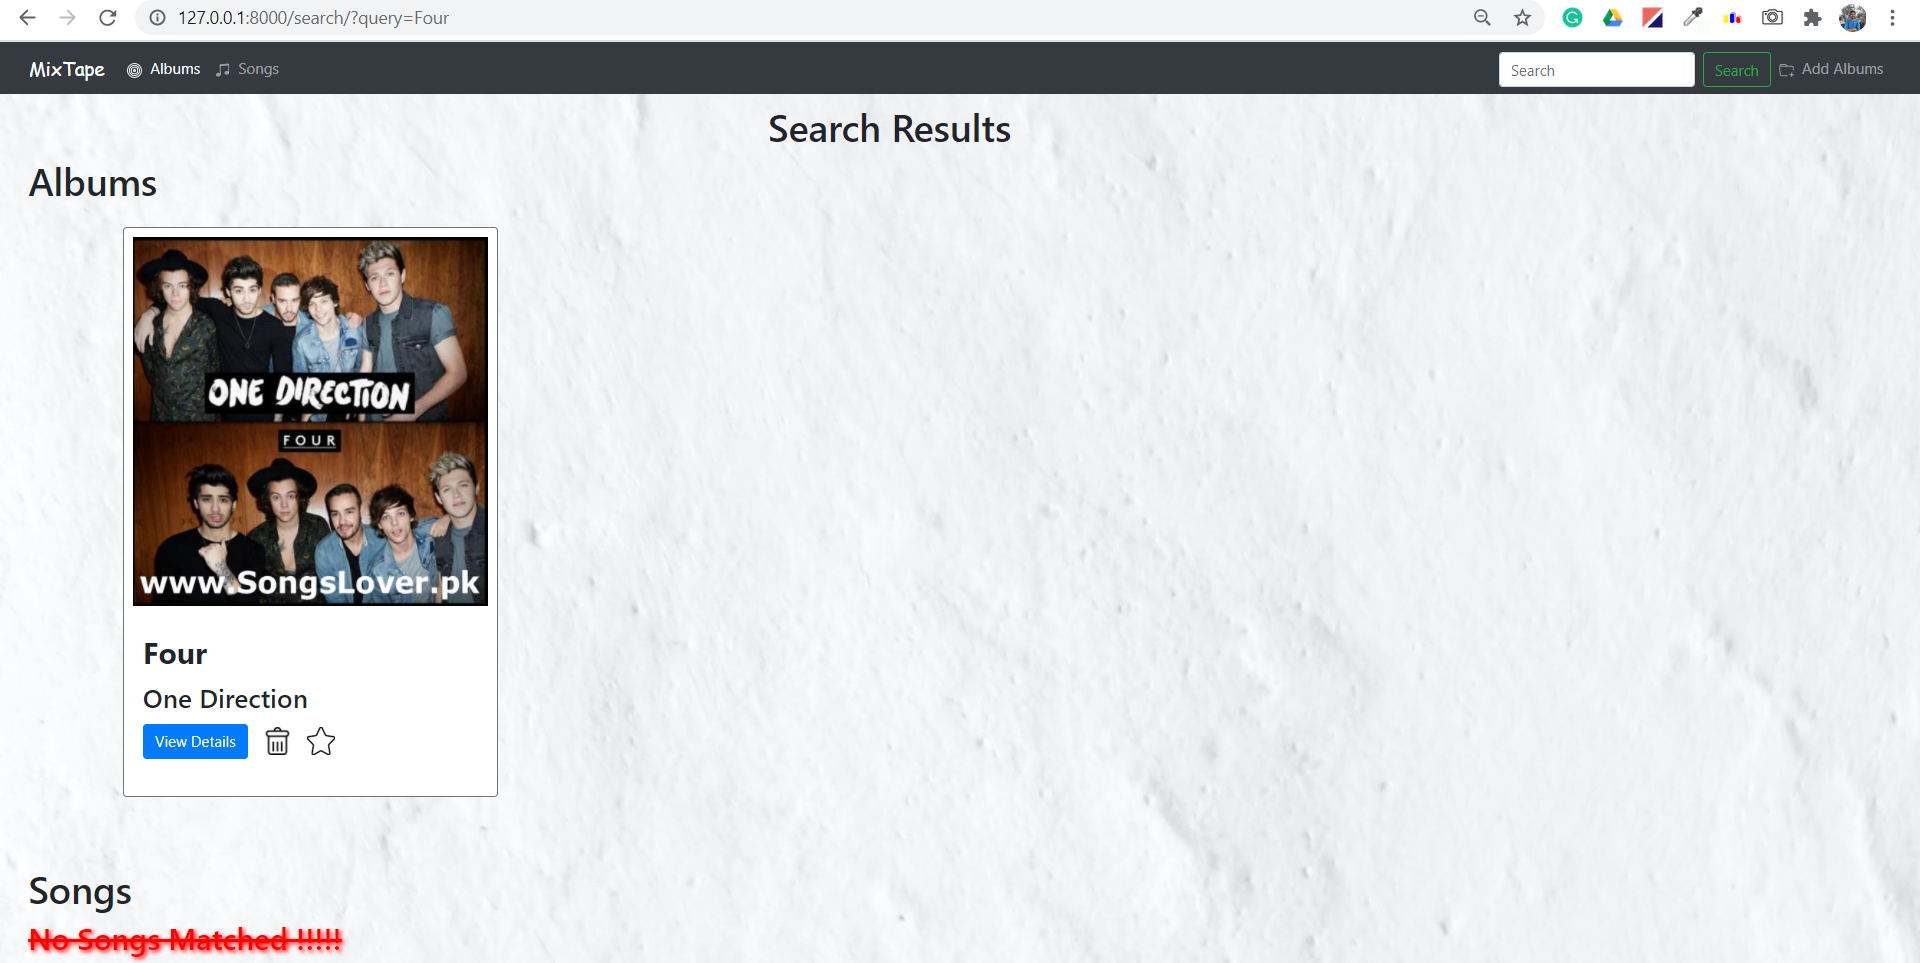 127.0.0.1:8000/search/?query=Four
MixTape Albums Songs Search Search Add Albums
Search Results
Albums
ONE DIRECTION
FOUR
www.SongsLover.pk
Four
One Direction
View Details
Songs
No Songs Matched !!!!!